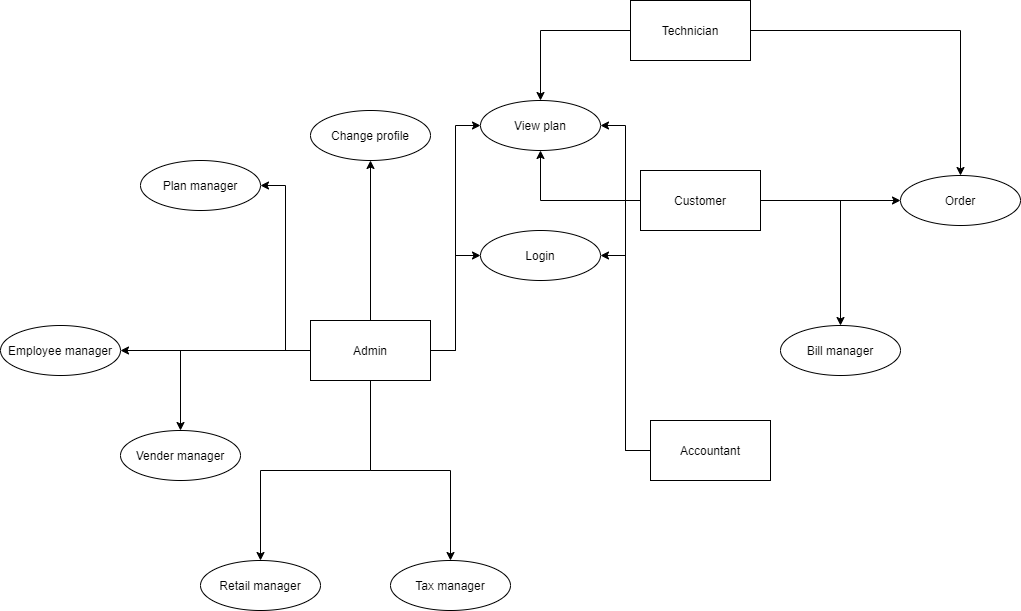 Technician
View plan
Change profile
Plan manager
Customer
Order
Login
Employee manager
Admin
Bill manager
Vender manager
Accountant
Retail manager
Tax manager